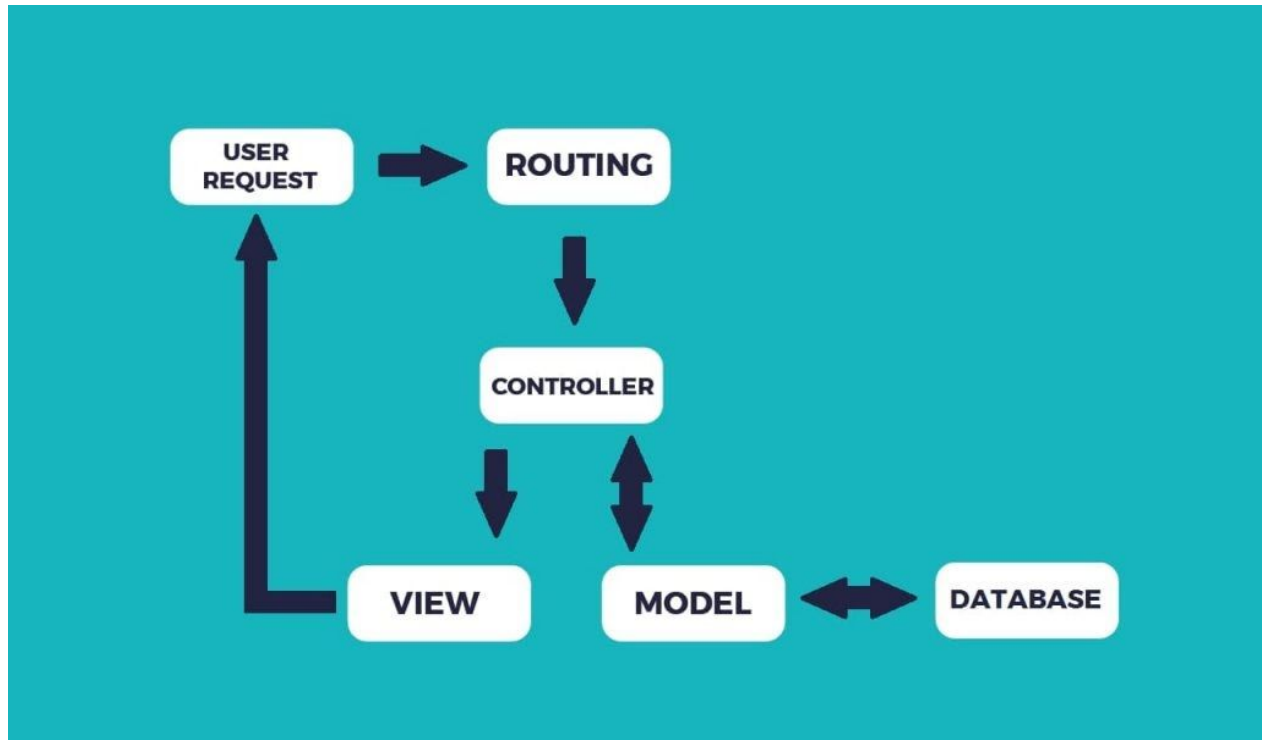 USER
REQUEST
ROUTING
CONTROLLER
VIEW
MODEL
DATABASE